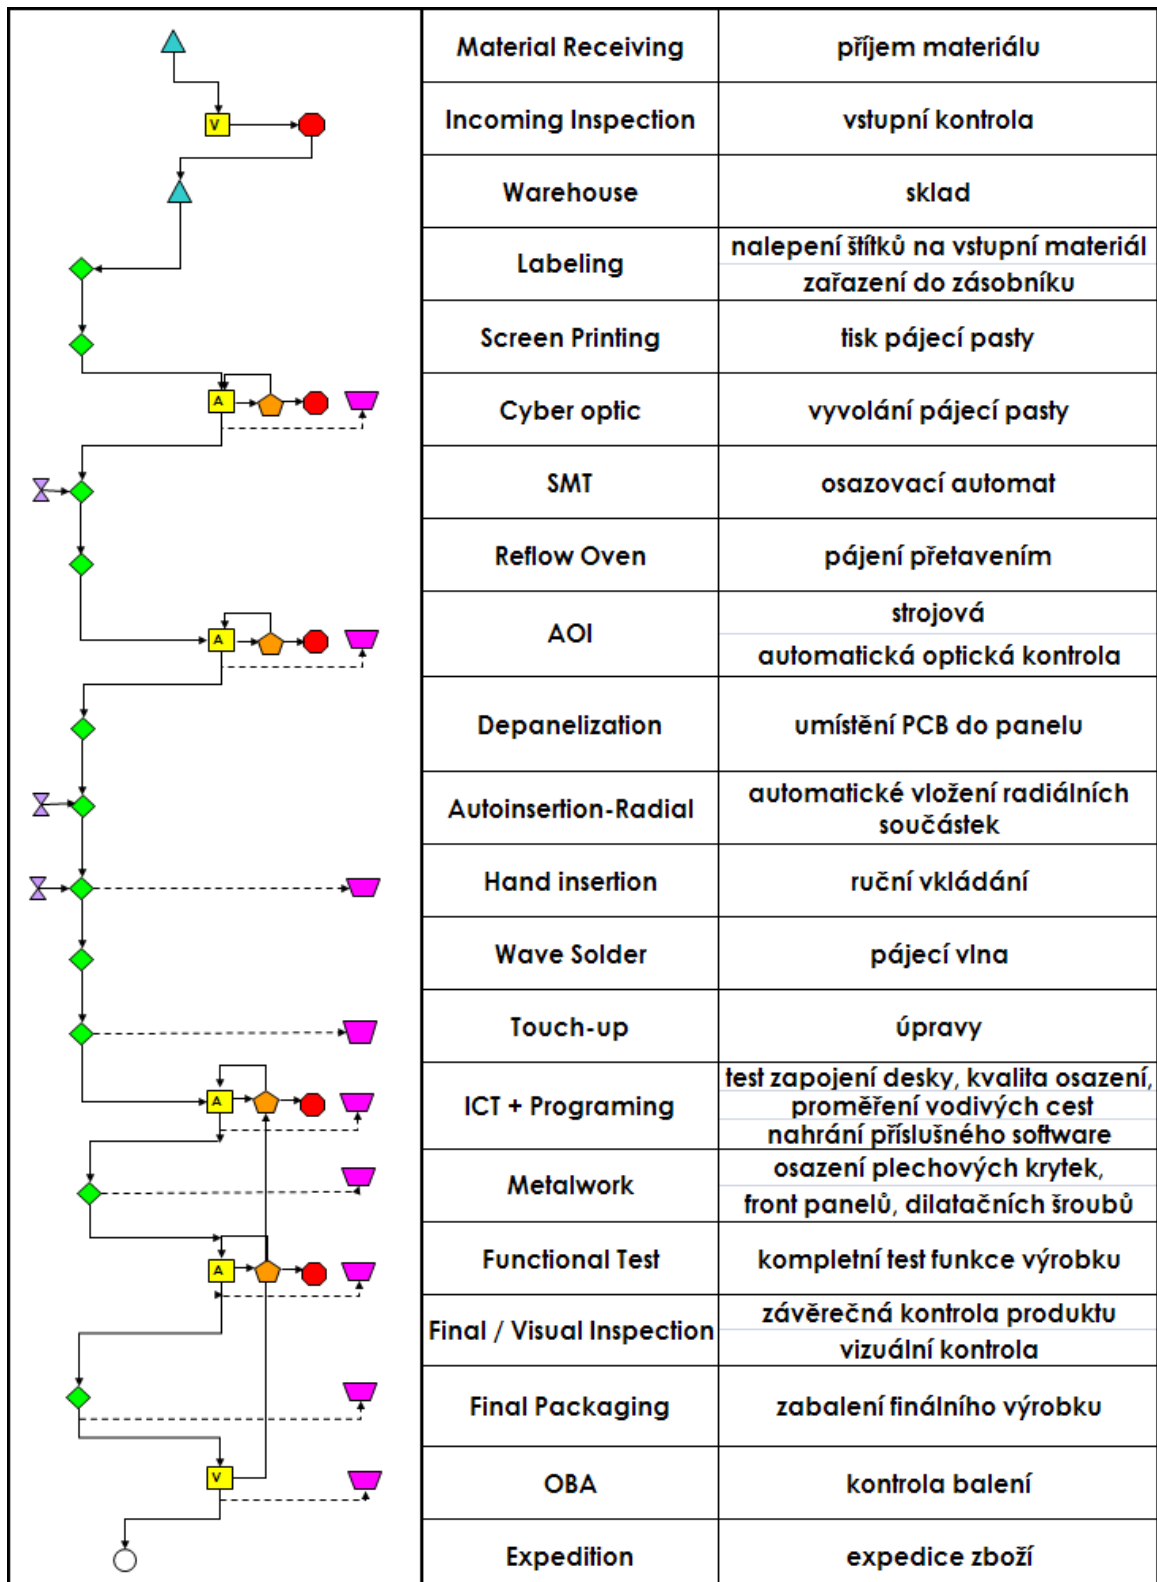 Material Receiving
příjem materiálu
V
Incoming Inspection
vstupní kontrola
Warehouse
sklad
Labeling
nalepení štítků na vstupní materiál
zařazení do zásobníku
Screen Printing
tisk pájecí pasty
A
Cyber optic
vyvolání pájecí pasty
SMT
osazovací automat
Reflow Oven
pájení přetavením
A
AOI
strojová
automatická optická kontrola
Depanelization
umístění PCB do panelu
Autoinsertion-Radial
automatické vložení radiálních
součástek
Hand insertion
ruční vkládání
Wave Solder
pájecí vlna
Touch-up
úpravy
A
ICT + Programing
test zapojení desky, kvalita osazení,
proměření vodivých cest
nahrání příslušného software
Metalwork
osazení plechových krytek,
front panelů, dilatačních šroubů
A
Functional Test
kompletní test funkce výrobku
Final / Visual Inspection
závěrečná kontrola produktu
vizuální kontrola
Final Packaging
zabalení finálního výrobku
V
OBA
kontrola balení
Expedition
expedice zboží